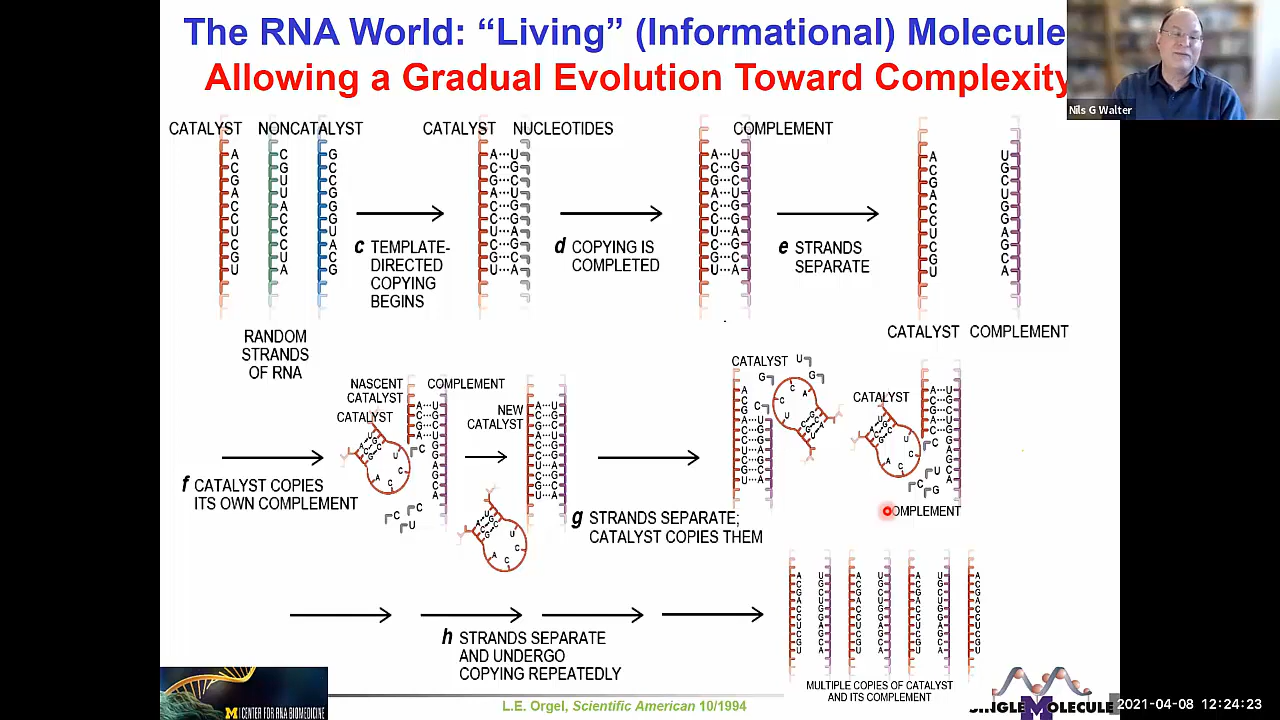 The RNA World: “Living” (Informational) Molecule
Allowing a Gradual Evolution Toward Complexity
Nils G Walter
CATALYST NONCATALYST
CATALYST NUCLEOTIDES
COMPLEMENT
A C G A C C U C G U
C G U U A C C C U A
G C C G G G U A C G
A···U
C···G
G···C
A···U
C···G
C···G
U···A
C···G
G···C
U···A
A···U
C···G
G···C
A···U
C···G
C···G
U···A
C···G
G···C
U···A
A C G A C C U C G U
U G C U G G A G C A
c TEMPLATE-
DIRECTED
COPYING
BEGINS
d COPYING IS
COMPLETED
e STRANDS
SEPARATE
RANDOM
STRANDS
OF RNA
CATALYST COMPLEMENT
NASCENT
CATALYST
COMPLEMENT
CATALYST
NEW
CATALYST
CATALYST
CATALYST
f CATALYST COPIES
ITS OWN COMPLEMENT
g STRANDS SEPARATE;
CATALYST COPIES THEM
OMPLEMENT
h STRANDS SEPARATE
AND UNDERGO
COPYING REPEATEDLY
MULTIPLE COPIES OF CATALYST
AND ITS COMPLEMENT
M CENTER FOR RNA BIOMEDICINE
L.E. Orgel, Scientific American 10/1994
SINGLE MOLECULE
2021-04-08 12:24:23